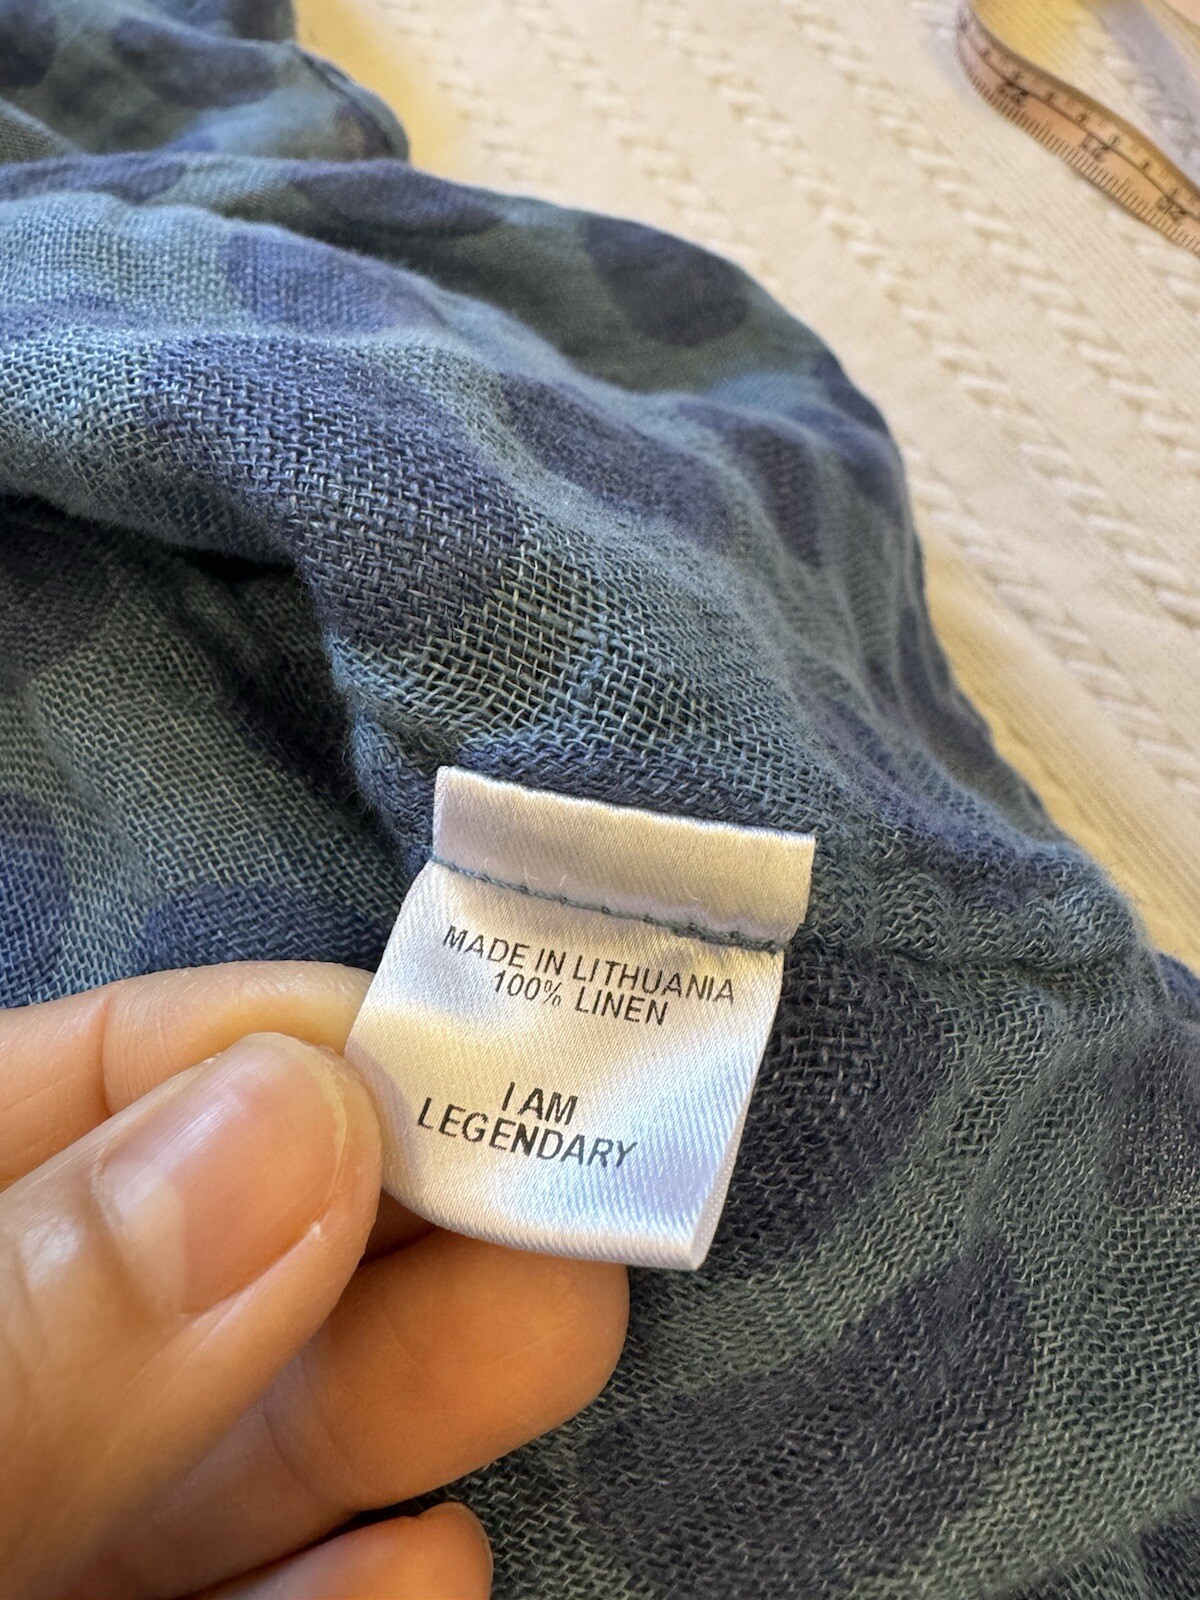 MADE IN LITHUANIA
100% LINEN
I AM
LEGENDARY